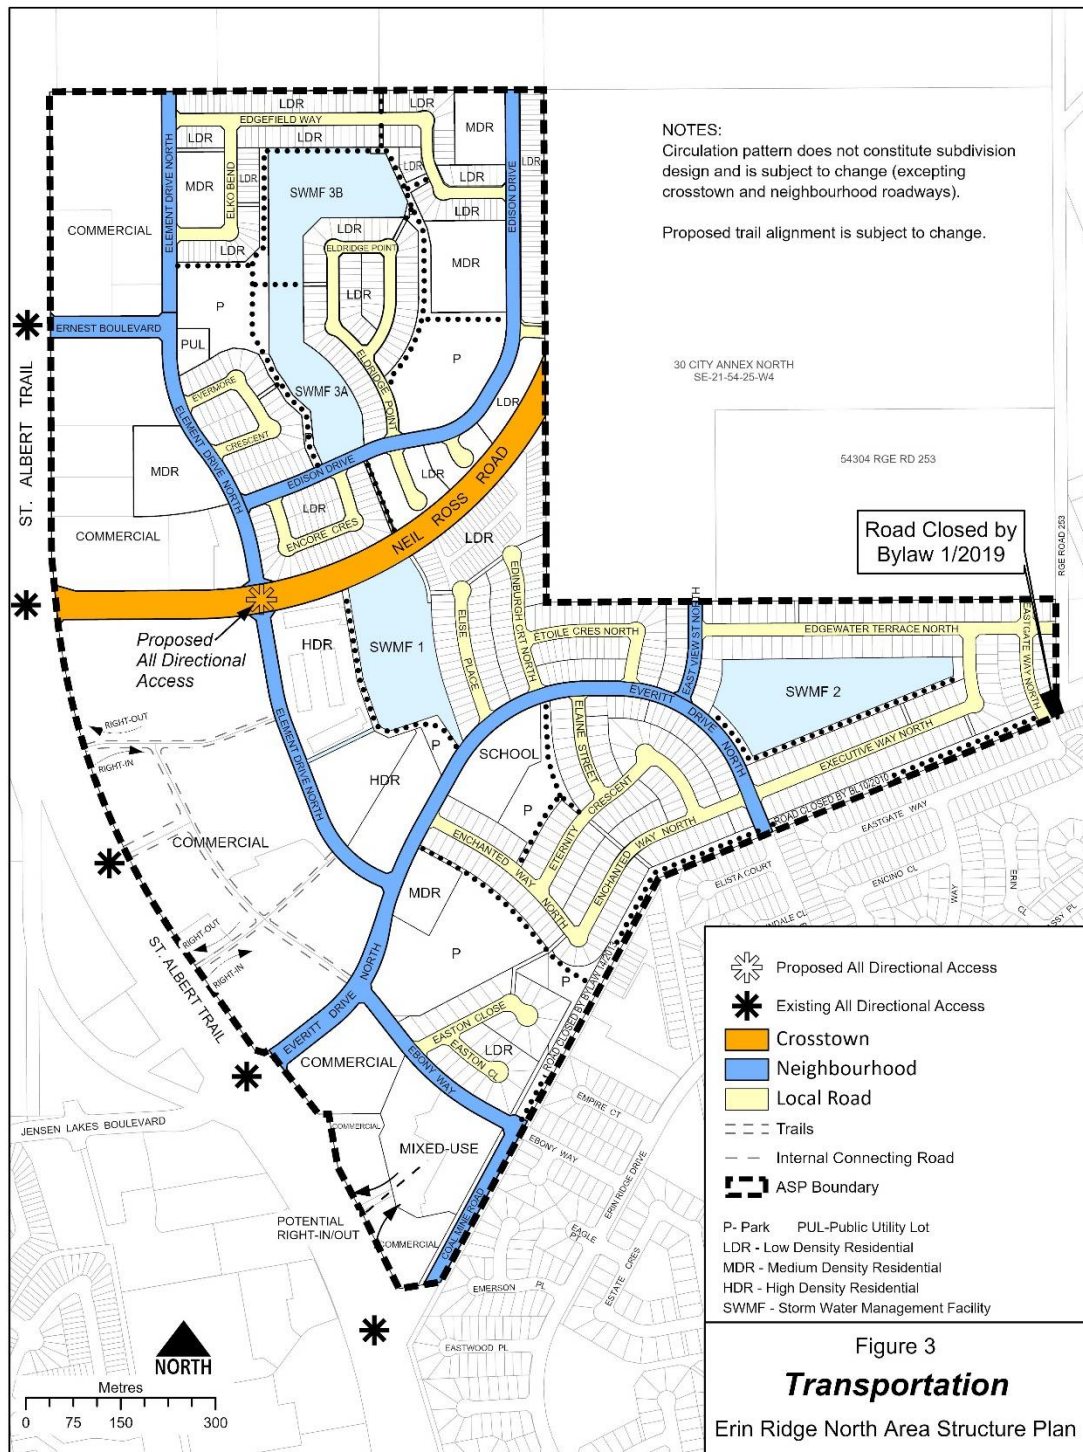 LDR
EDGEFIELD WAY
LDR
LDR
LDR
MDR
ELEMENT DRIVE NORTH
MDR
ELKO BEND
LDR
LDR
SWMF 3B
LDR
LDR
LDR
EDISON DRIVE
LDR
COMMERCIAL
LDR
ELDRIDGE POINT
LDR
MDR
P
ERNEST BOULEVARD
PUL
SWMF 3A
ELDRIDGE POINT
P
EVERMORE
CRESCENT
ELEMENT DRIVE NORTH
LDR
MDR
EDISON DRIVE
LDR
LDR
ENCORE CRES
COMMERCIAL
NEIL ROSS ROAD
LDR
ST. ALBERT TRAIL
NOTES:
Circulation pattern does not constitute subdivision
design and is subject to change (excepting
crosstown and neighbourhood roadways).
Proposed trail alignment is subject to change.
30 CITY ANNEX NORTH
SE-21-54-25-W4
54304 RGE RD 253
Road Closed by
Bylaw 1/2019
RGE ROAD 253
Proposed
All Directional
Access
HDR
SWMF 1
ELISE PLACE
EDINBURGH CRT NORTH
ETOILE CRES NORTH
EAST VIEW ST NORTH
EDGEWATER TERRACE NORTH
EASTGATE WAY NORTH
SWMF 2
EVERITT DRIVE NORTH
ELAINE STREET
EXECUTIVE WAY NORTH
RIGHT-OUT
RIGHT-IN
ELEMENT DRIVE NORTH
P
SCHOOL
HDR
P
ETERNITY CRESCENT
ENCHANTED WAY NORTH
ENCHANTED WAY NORTH
ROAD CLOSED BY BL10/2010
EASTGATE WAY
ELISTA COURT
ENCINO CL
WAY
ERIN CL
COMMERCIAL
MDR
P
P
RIGHT-OUT
RIGHT-IN
ST. ALBERT TRAIL
EVERITT DRIVE NORTH
ROAD CLOSED BY BYLAW 14/2013
EASTON CLOSE
EASTON CL
LDR
COMMERCIAL
EBONY WAY
COMMERCIAL
MIXED-USE
JENSEN LAKES BOULEVARD
EMPIRE CT
EBONY WAY
ERIN RIDGE DRIVE
POTENTIAL
RIGHT-IN/OUT
COMMERCIAL
COAL MINE ROAD
EAGLE
ESTATE CRES
EMERSON PL
EASTWOOD PL
NORTH
Metres
0 75 150 300
Proposed All Directional Access
Existing All Directional Access
Crosstown
Neighbourhood
Local Road
Trails
Internal Connecting Road
ASP Boundary
P- Park PUL-Public Utility Lot
LDR - Low Density Residential
MDR - Medium Density Residential
HDR - High Density Residential
SWMF - Storm Water Management Facility
Figure 3
Transportation
Erin Ridge North Area Structure Plan